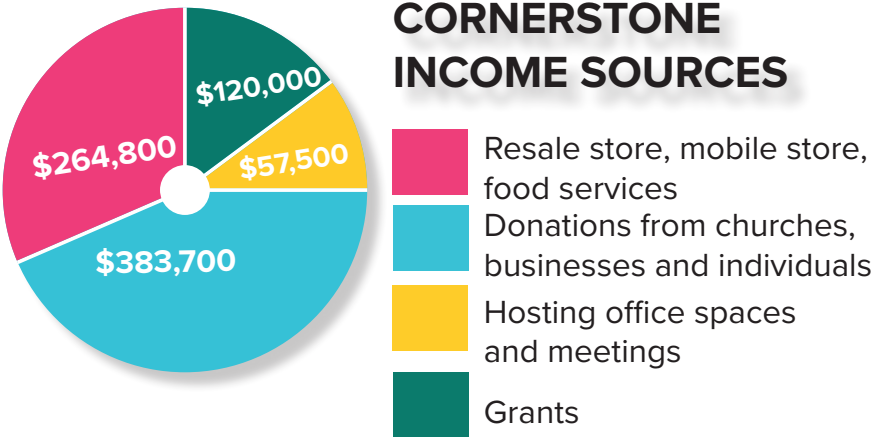 CORNERSTONE
INCOME SOURCES
$120,000
$264,800
$57,500
$383,700
Resale store, mobile store,
food services
Donations from churches,
businesses and individuals
Hosting office spaces
and meetings
Grants